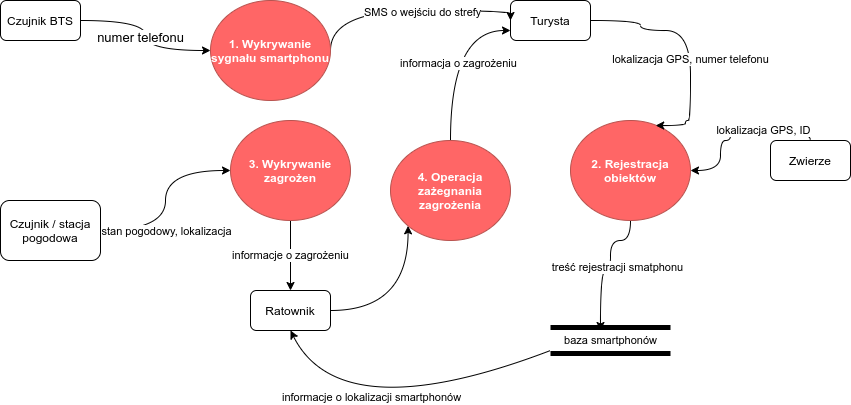 Czujnik BTS
numer telefonu
1. Wykrywanie
sygnału smartphonu
SMS o wejściu do strefy
Turysta
informacja o zagrożeniu
lokalizacja GPS, numer telefonu
lokalizacja GPS, ID
Zwierze
2. Rejestracja
obiektów
3. Wykrywanie
zagrożen
4. Operacja
zażegnania
zagrożenia
Czujnik / stacja
pogodowa
stan pogodowy, lokalizacja
informacje o zagrożeniu
Ratownik
treść rejestracji smatphonu
baza smartphonów
informacje o lokalizacji smartphonów